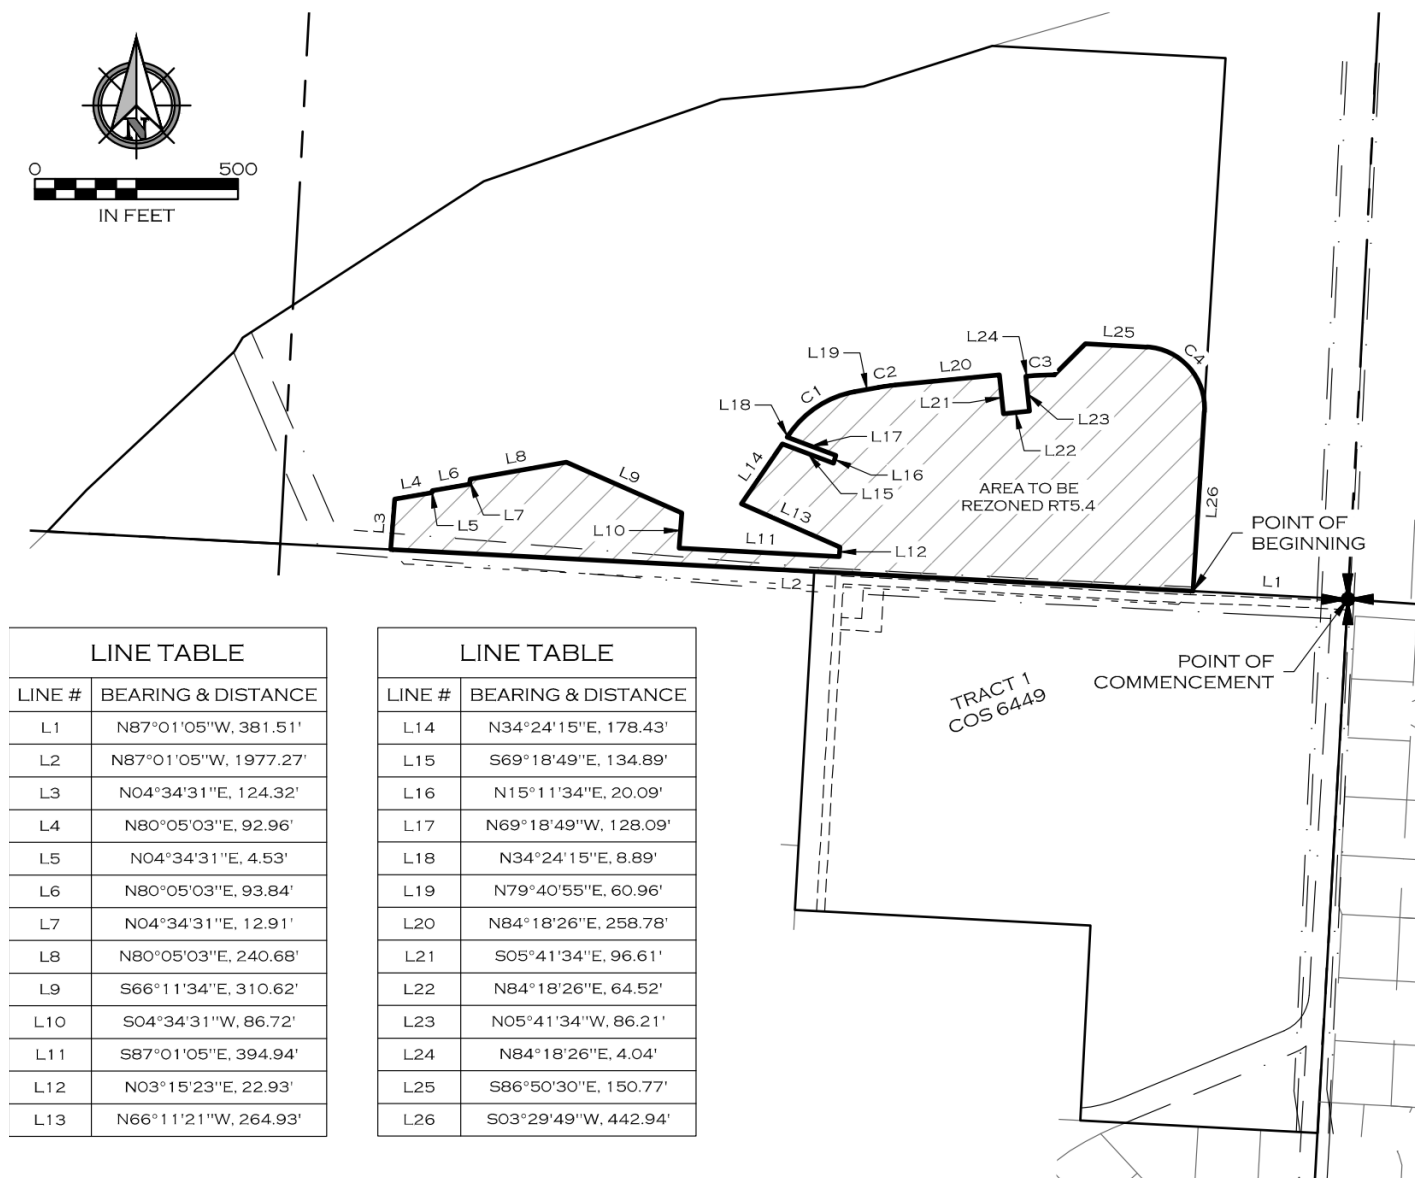 N
0 500
IN FEET
L24
L25
C3
C4
L19
C2
L20
C1
L21
L23
L18
L17
L22
L16
L15
L14
L8
L6
L4
L9
L5
L7
L3
L10
L13
L11
L12
L2
L26
L1
AREA TO BE
REZONED RT5.4
POINT OF
BEGINNING
POINT OF
COMMENCEMENT
TRACT 1
COS 6449
LINE TABLE
LINE # BEARING & DISTANCE
L1 N87°01'05"W, 381.51'
L2 N87°01'05"W, 1977.27'
L3 N04°34'31"E, 124.32'
L4 N80°05'03"E, 92.96'
L5 N04°34'31"E, 4.53'
L6 N80°05'03"E, 93.84'
L7 N04°34'31"E, 12.91'
L8 N80°05'03"E, 240.68'
L9 S66°11'34"E, 310.62'
L10 S04°34'31"W, 86.72'
L11 S87°01'05"E, 394.94'
L12 N03°15'23"E, 22.93'
L13 N66°11'21"W, 264.93'
LINE TABLE
LINE # BEARING & DISTANCE
L14 N34°24'15"E, 178.43'
L15 S69°18'49"E, 134.89'
L16 N15°11'34"E, 20.09'
L17 N69°18'49"W, 128.09'
L18 N34°24'15"E, 8.89'
L19 N79°40'55"E, 60.96'
L20 N84°18'26"E, 258.78'
L21 S05°41'34"E, 96.61'
L22 N84°18'26"E, 64.52'
L23 N05°41'34"W, 86.21'
L24 N84°18'26"E, 4.04'
L25 S86°50'30"E, 150.77'
L26 S03°29'49"W, 442.94'